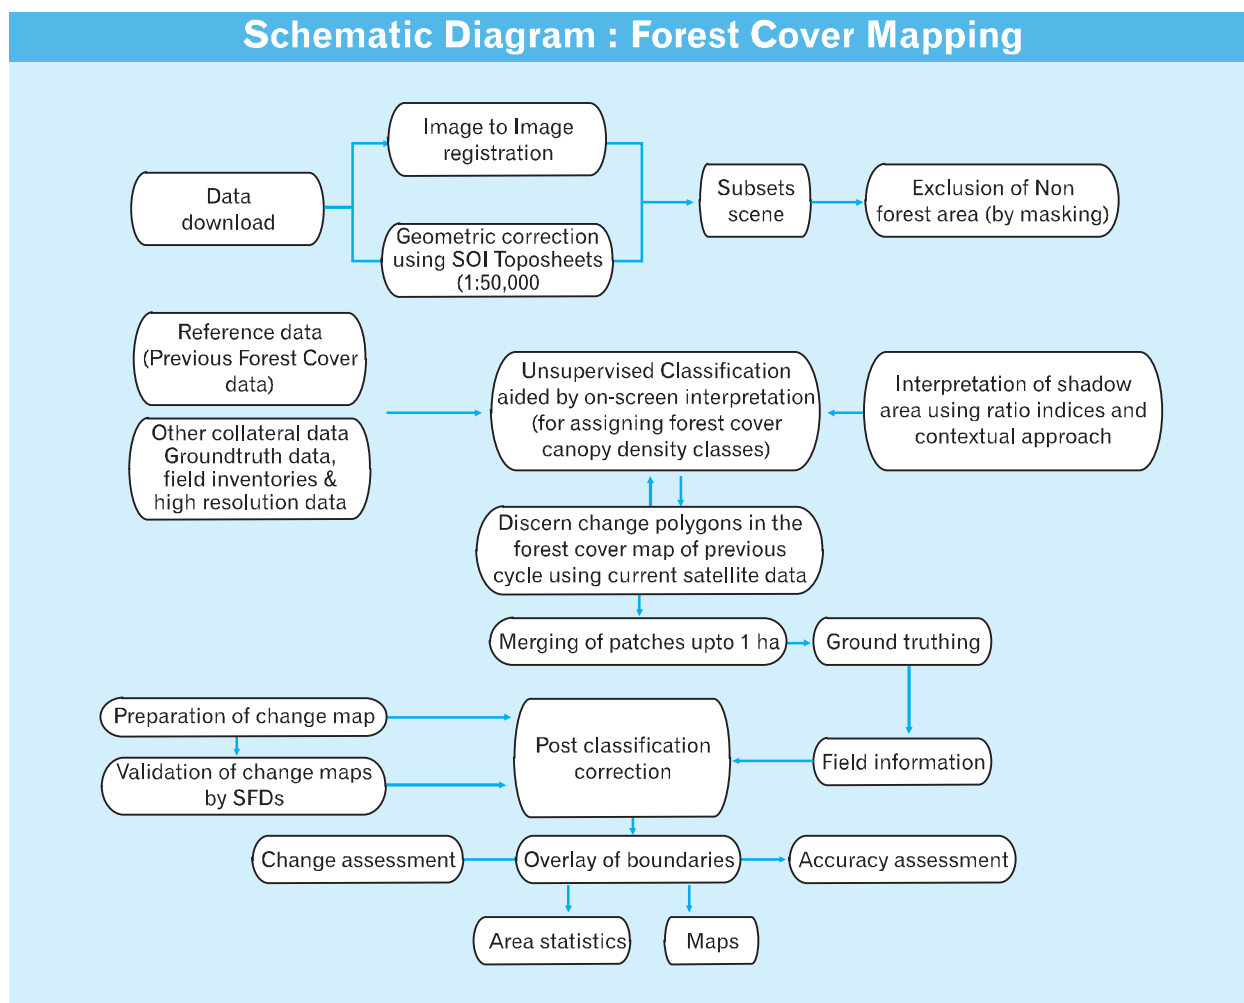 Schematic Diagram : Forest Cover Mapping
Image to Image
registration
Data
download
Geometric correction
using SOI Toposheets
(1:50,000
Subsets
scene
Exclusion of Non
forest area (by masking)
Reference data
(Previous Forest Cover
data)
Other collateral data
Groundtruth data,
field inventories &
high resolution data
Unsupervised Classification
aided by on-screen interpretation
(for assigning forest cover
canopy density classes)
Interpretation of shadow
area using ratio indices and
contextual approach
Discern change polygons in the
forest cover map of previous
cycle using current satellite data
Merging of patches upto 1 ha
Ground truthing
Preparation of change map
Validation of change maps
by SFDs
Post classification
correction
Field information
Change assessment
Overlay of boundaries
Accuracy assessment
Area statistics
Maps